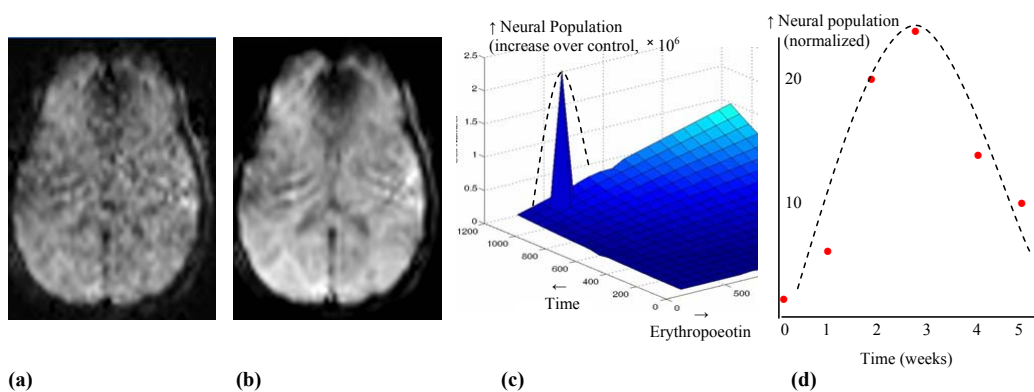 ↑ Neural Population
(increase over control, × 10⁶
2.5
2
1.5
1
0.5
0
1200
1000
800
600
400
200
0
0
500
←
Time
→
Erythropoeotin
↑ Neural population
(normalized)
20
10
0 1 2 3 4 5
Time (weeks)
(a) (b) (c) (d)